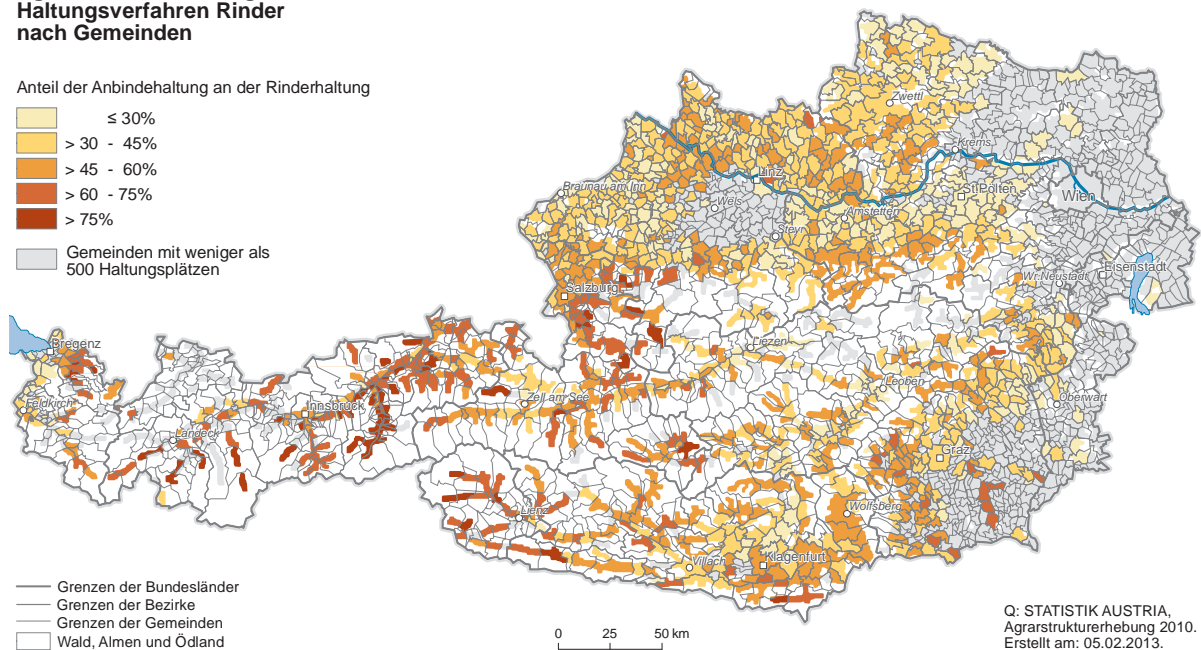 Haltungsverfahren Rinder
nach Gemeinden
Anteil der Anbindehaltung an der Rinderhaltung
≤ 30%
> 30 - 45%
> 45 - 60%
> 60 - 75%
> 75%
Gemeinden mit weniger als
500 Haltungsplätzen
Zwettl
Krems
Linz
St. Pölten
Wien
Braunau am Inn
Wels
Amstetten
Steyr
Eisenstadt
Wr.Neustadt
Salzburg
Bregenz
Liezen
Leoben
Oberwart
Feldkirch
Innsbruck
Zell am See
Landeck
Graz
Lienz
Wolfsberg
Villach
Klagenfurt
Grenzen der Bundesländer
Grenzen der Bezirke
Grenzen der Gemeinden
Wald, Almen und Ödland
0 25 50 km
Q: STATISTIK AUSTRIA,
Agrarstrukturerhebung 2010.
Erstellt am: 05.02.2013.